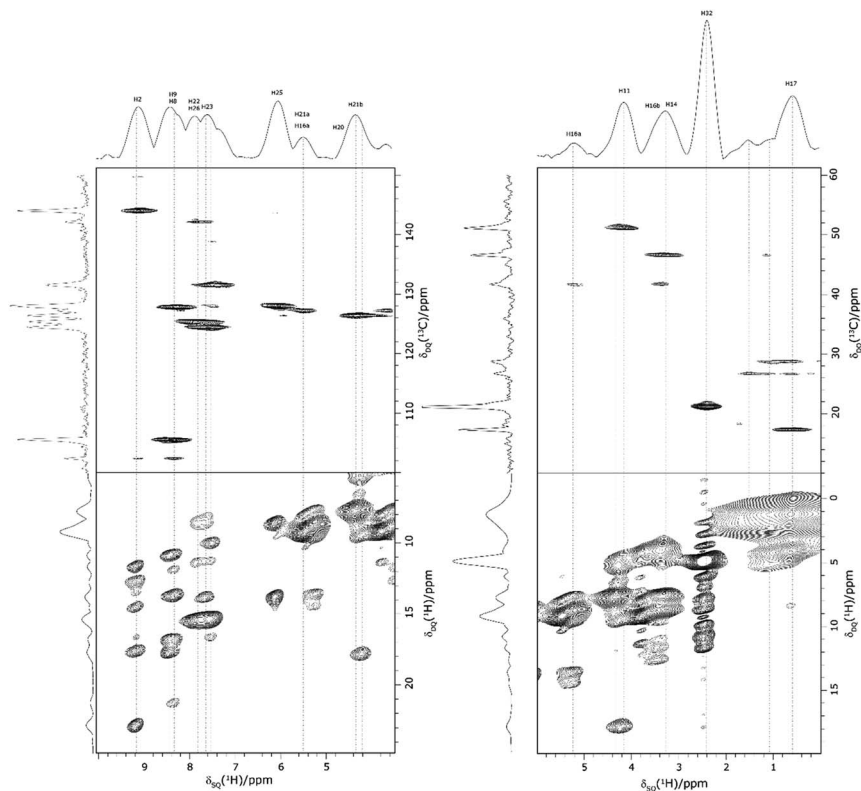 H2
H9
H8
H22
H26
H23
H25
H21a
H16a
H20
H21b
140
130
120
110
δDQ(13C)/ppm
10
15
20
δDQ(1H)/ppm
9 8 7 6 5
δSQ(1H)/ppm
H16a
H11
H16b
H14
H32
H17
60
50
40
30
20
δDQ(13C)/ppm
0
5
10
15
δDQ(1H)/ppm
5 4 3 2 1
δSQ(1H)/ppm